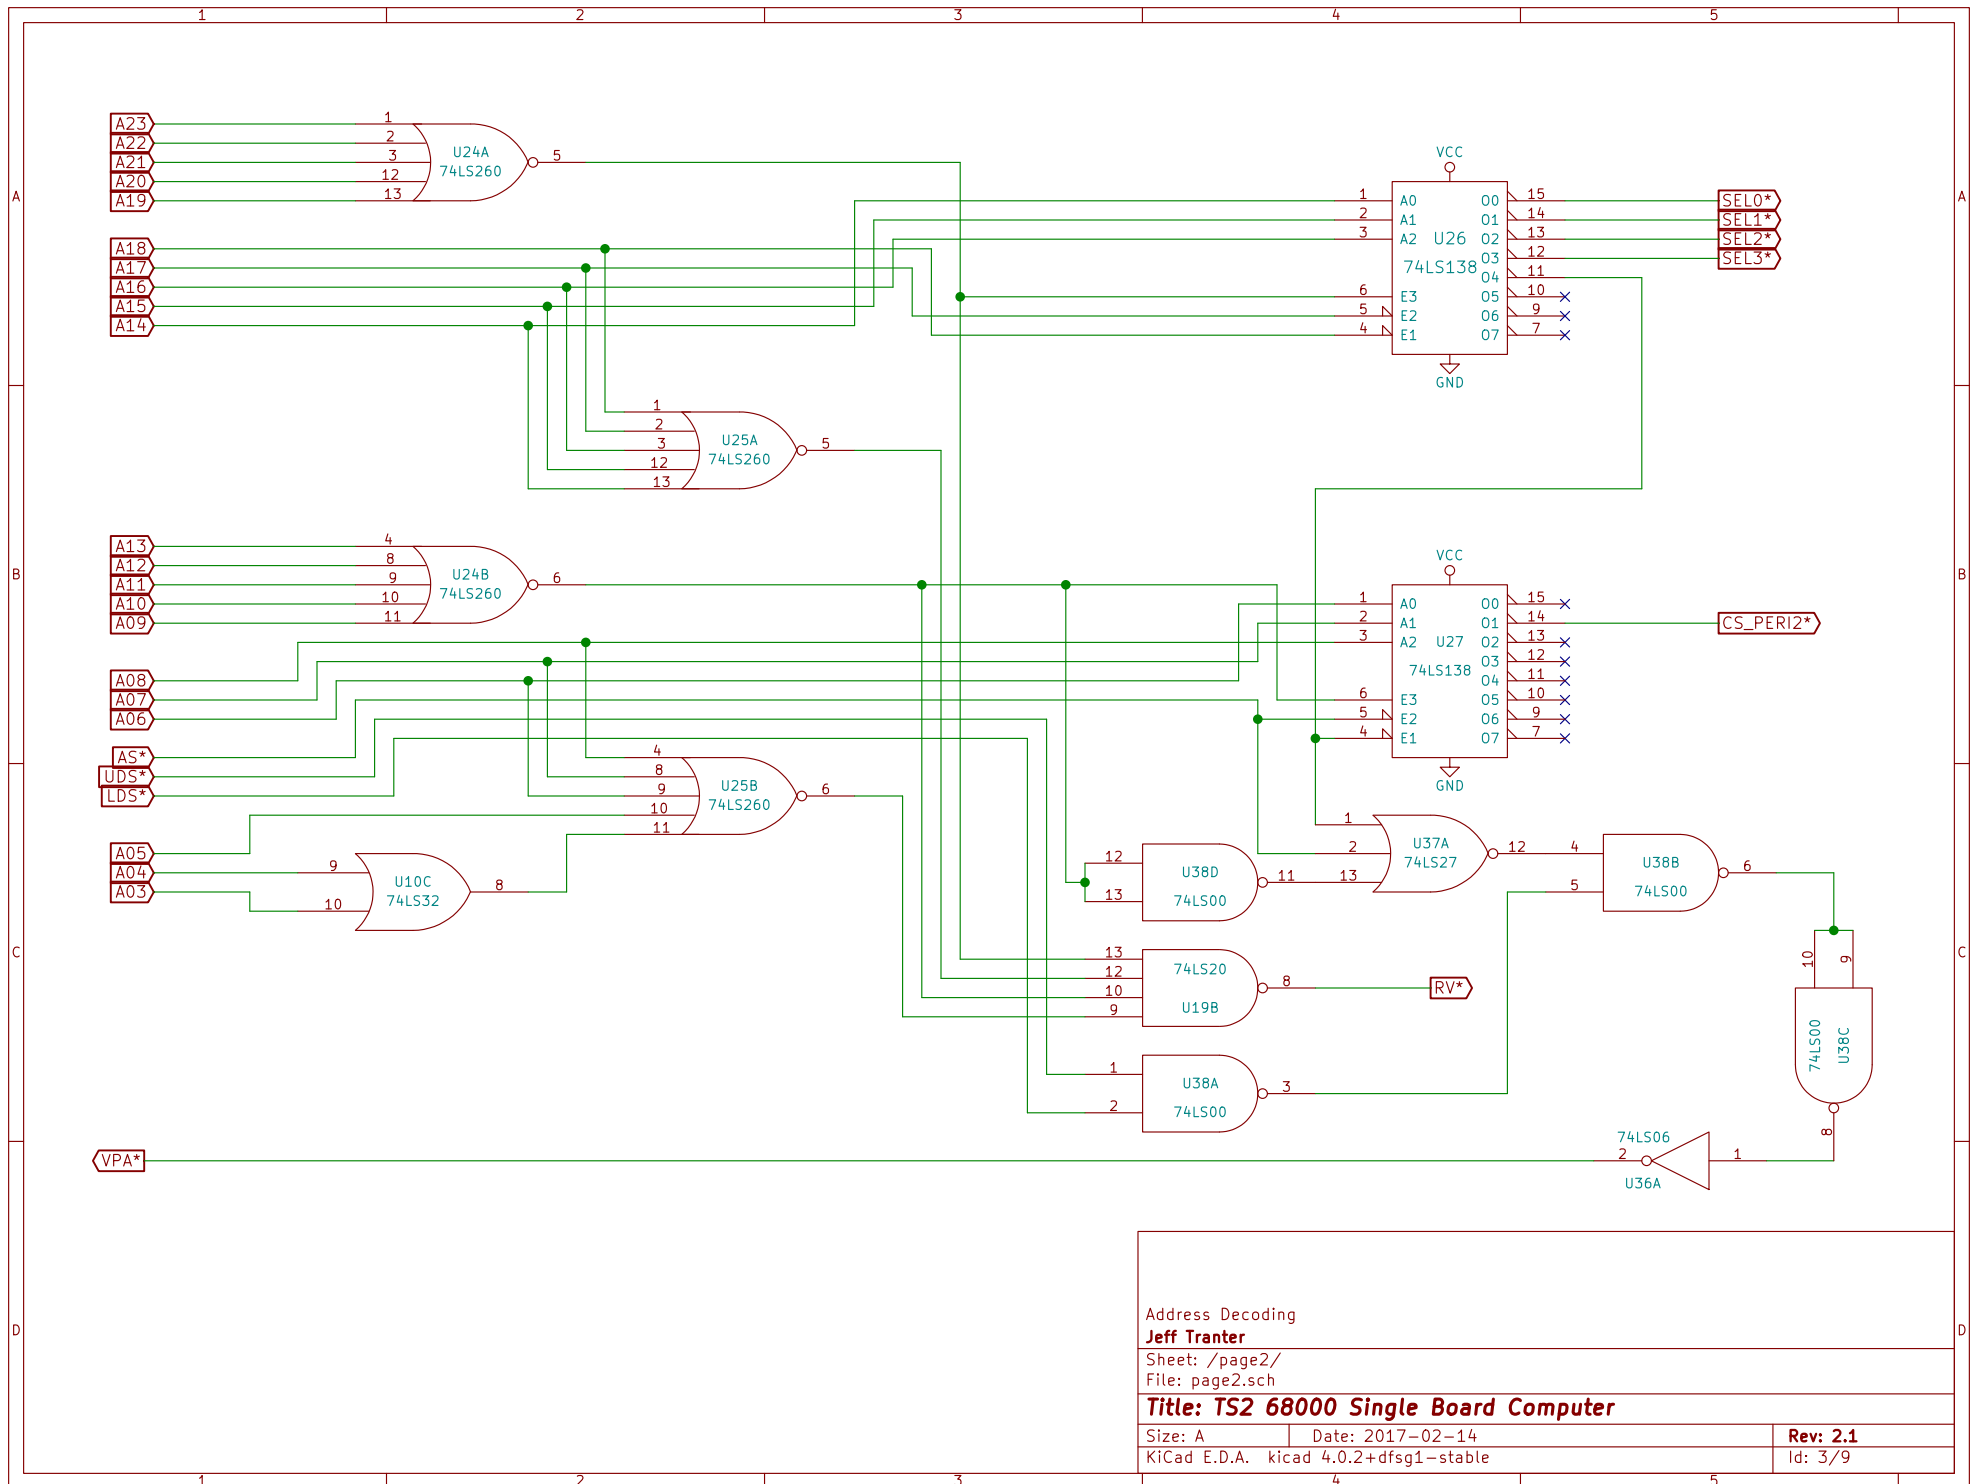 1 2 3 4 5
A A
B B
C C
D D
1 2 3 4 5
A23
A22
A21
A20
A19
1
2
3
12
13
U24A
74LS260
5
A18
A17
A16
A15
A14
1
2
3
12
13
U25A
74LS260
5
VCC
1 A0 O0 15
2 A1 O1 14
3 A2 U26 O2 13
74LS138 O3 12
O4 11
6 E3 O5 10
5 E2 O6 9
4 E1 O7 7
GND
SEL0*
SEL1*
SEL2*
SEL3*
A13
A12
A11
A10
A09
4
8
9
10
11
U24B
74LS260
6
VCC
1 A0 O0 15
2 A1 O1 14
3 A2 U27 O2 13
O3 12
74LS138 O4 11
6 E3 O5 10
5 E2 O6 9
4 E1 O7 7
GND
CS_PERI2*
A08
A07
A06
AS*
UDS*
LDS*
4
8
9
10
11
U25B
74LS260
6
A05
A04
A03
9
10
U10C
74LS32
8
12
13
U38D
74LS00
11
1
2
13
U37A
74LS27
12
4
5
U38B
74LS00
6
13
12
10
9
74LS20
U19B
8
RV*
10
9
74LS00
U38C
8
1
2
U38A
74LS00
3
VPA*
74LS06
2
1
U36A
Address Decoding
Jeff Tranter
Sheet: /page2/
File: page2.sch
Title: TS2 68000 Single Board Computer
Size: A Date: 2017-02-14 Rev: 2.1
KiCad E.D.A. kicad 4.0.2+dfsg1-stable Id: 3/9